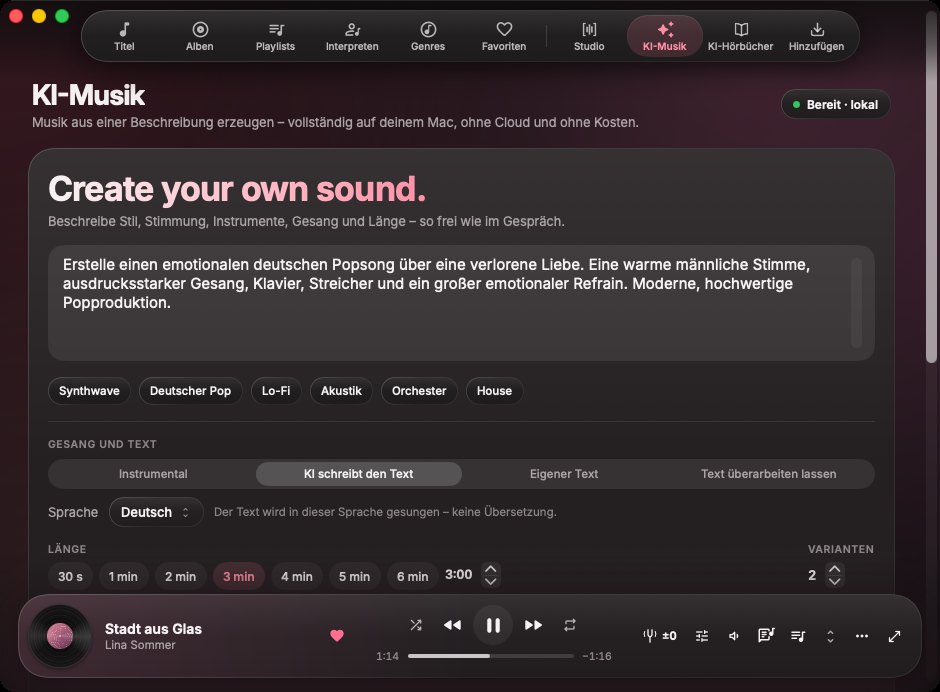 Titel
Alben
Playlists
Interpreten
Genres
Favoriten
Studio
KI-Musik
KI-Hörbücher
Hinzufügen
KI-Musik
Bereit · lokal
Musik aus einer Beschreibung erzeugen – vollständig auf deinem Mac, ohne Cloud und ohne Kosten.
Create your own sound.
Beschreibe Stil, Stimmung, Instrumente, Gesang und Länge – so frei wie im Gespräch.
Erstelle einen emotionalen deutschen Popsong über eine verlorene Liebe. Eine warme männliche Stimme,
ausdrucksstarker Gesang, Klavier, Streicher und ein großer emotionaler Refrain. Moderne, hochwertige
Popproduktion.
Synthwave
Deutscher Pop
Lo-Fi
Akustik
Orchester
House
GESANG UND TEXT
Instrumental
KI schreibt den Text
Eigener Text
Text überarbeiten lassen
Sprache
Deutsch
Der Text wird in dieser Sprache gesungen – keine Übersetzung.
LÄNGE
VARIANTEN
30 s
1 min
2 min
3 min
4 min
5 min
6 min
3:00
2
Stadt aus Glas
Lina Sommer
1:14
−1:16
±0